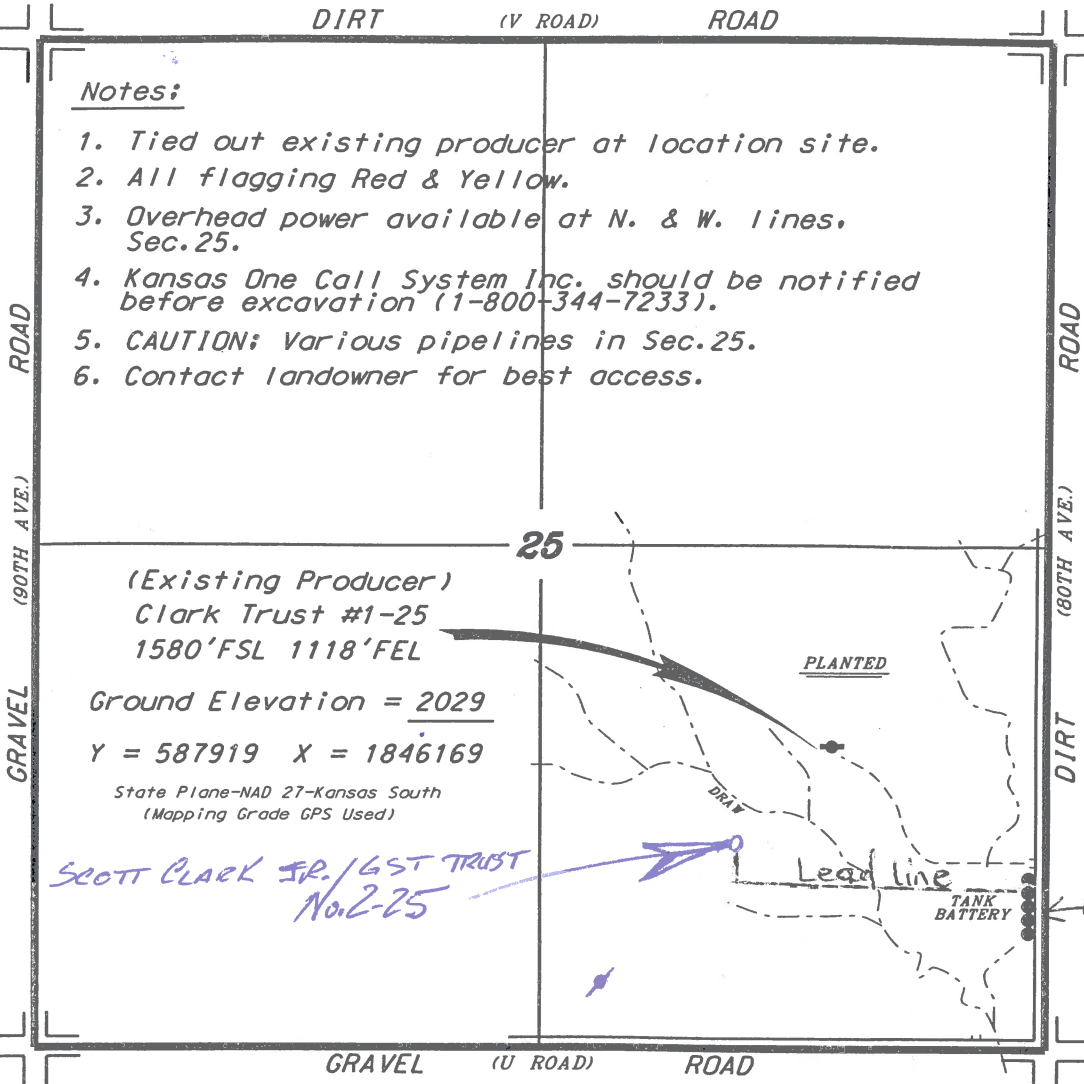 DIRT (V ROAD) ROAD
Notes:
1. Tied out existing producer at location site.
2. All flagging Red & Yellow.
3. Overhead power available at N. & W. lines.
Sec.25.
4. Kansas One Call System Inc. should be notified
before excavation (1-800-344-7233).
5. CAUTION: Various pipelines in Sec.25.
6. Contact landowner for best access.
GRAVEL (90TH AVE.) ROAD
DIRT (80TH AVE.) ROAD
25
(Existing Producer)
Clark Trust #1-25
1580'FSL 1118'FEL
Ground Elevation = 2029
Y = 587919 X = 1846169
State Plane-NAD 27-Kansas South
(Mapping Grade GPS Used)
PLANTED
DRAW
SCOTT CLARK JR./GST TRUST
No.2-25
Lead line
TANK
BATTERY
GRAVEL (U ROAD) ROAD